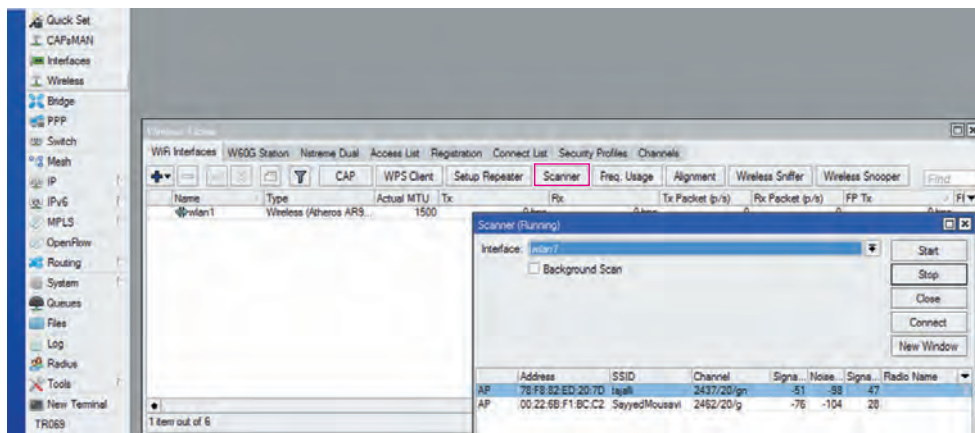 Quick Set
CAPsMAN
Interfaces
Wireless
Bridge
PPP
Switch
Mesh
IP
IPv6
MPLS
OpenFlow
Routing
System
Queues
Files
Log
Radius
Tools
New Terminal
TR069
Wireless Tables
WiFi Interfaces W60G Station Nstreme Dual Access List Registration Connect List Security Profiles Channels
CAP WPS Client Setup Repeater Scanner Freq. Usage Alignment Wireless Sniffer Wireless Snooper Find
Name Type Actual MTU Tx Rx Tx Packet (p/s) Rx Packet (p/s) FP Tx
wlan1 Wireless (Atheros AR9... 1500
1 item out of 6
Scanner (Running)
Interface: wlan1 Start
Background Scan Stop
Close
Connect
New Window
Address SSID Channel Signa... Noise... Signa... Radio Name
AP 78:F8:82:ED:20:7D tajalli 2437/20/gn -51 -98 47
AP 00:22:6B:F1:BC:C2 SayyedMousavi 2462/20/g -76 -104 28